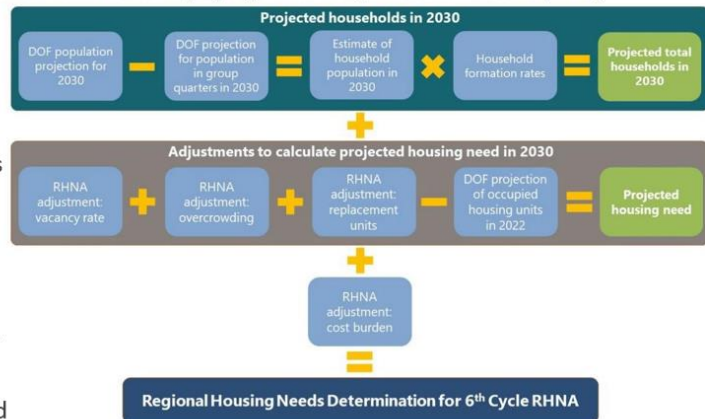 Projected households in 2030
DOF population
projection for
2030
DOF projection
for population
in group
quarters in 2030
Estimate of
household
population in
2030
Household
formation rates
Projected total
households in
2030
Adjustments to calculate projected housing need in 2030
s
RHNA
adjustment:
vacancy rate
RHNA
adjustment:
overcrowding
RHNA
adjustment:
replacement
units
DOF projection
of occupied
housing units
in 2022
Projected
housing need
RHNA
adjustment:
cost burden
Regional Housing Needs Determination for 6th Cycle RHNA
d